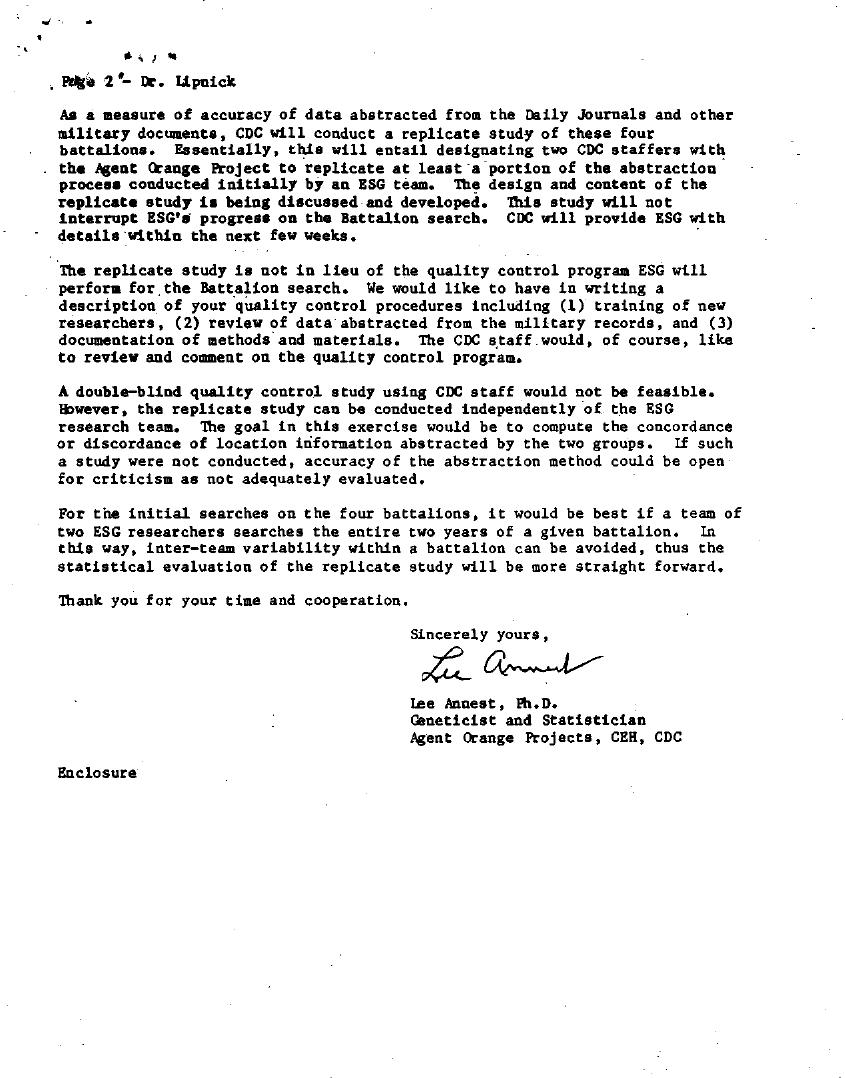 Page 2 - Dr. Lipnick
As a measure of accuracy of data abstracted from the Daily Journals and other
military documents, CDC will conduct a replicate study of these four
battalions. Essentially, this will entail designating two CDC staffers with
the Agent Orange Project to replicate at least a portion of the abstraction
process conducted initially by an ESG team. The design and content of the
replicate study is being discussed and developed. This study will not
interrupt ESG's progress on the Battalion search. CDC will provide ESG with
details within the next few weeks.
The replicate study is not in lieu of the quality control program ESG will
perform for the Battalion search. We would like to have in writing a
description of your quality control procedures including (1) training of new
researchers, (2) review of data abstracted from the military records, and (3)
documentation of methods and materials. The CDC staff would, of course, like
to review and comment on the quality control program.
A double-blind quality control study using CDC staff would not be feasible.
However, the replicate study can be conducted independently of the ESG
research team. The goal in this exercise would be to compute the concordance
or discordance of location information abstracted by the two groups. If such
a study were not conducted, accuracy of the abstraction method could be open
for criticism as not adequately evaluated.
For the initial searches on the four battalions, it would be best if a team of
two ESG researchers searches the entire two years of a given battalion. In
this way, inter-team variability within a battalion can be avoided, thus the
statistical evaluation of the replicate study will be more straight forward.
Thank you for your time and cooperation.
Sincerely yours,
Lee Annest
Lee Annest, Ph.D.
Geneticist and Statistician
Agent Orange Projects, CEH, CDC
Enclosure